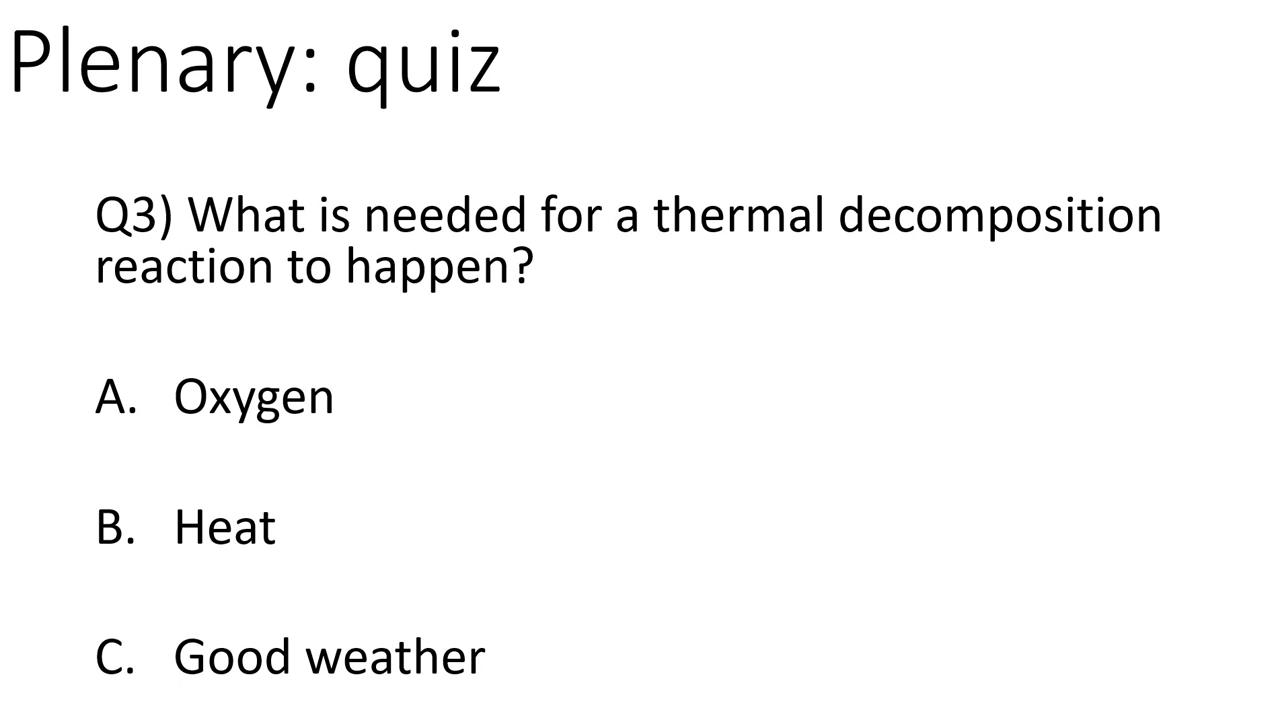 Plenary: quiz
Q3) What is needed for a thermal decomposition
reaction to happen?
A. Oxygen
B. Heat
C. Good weather